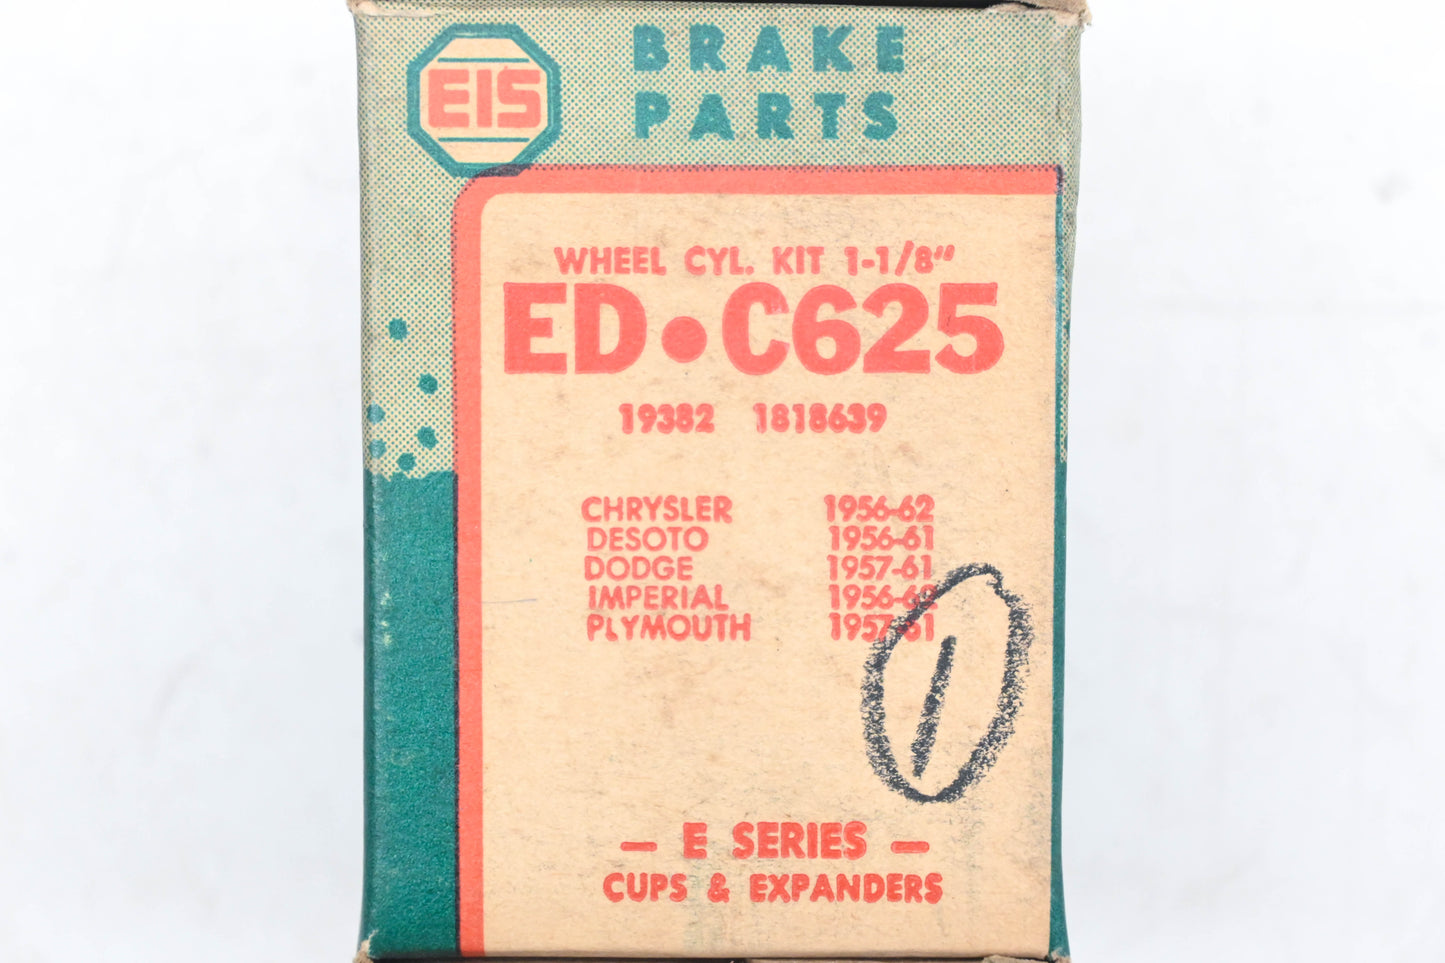 EIS
BRAKE
PARTS
WHEEL CYL. KIT 1-1/8"
ED•C625
19382 1818639
CHRYSLER 1956-62
DESOTO 1956-61
DODGE 1957-61
IMPERIAL 1956-62
PLYMOUTH 1957-61
1
— E SERIES —
CUPS & EXPANDERS